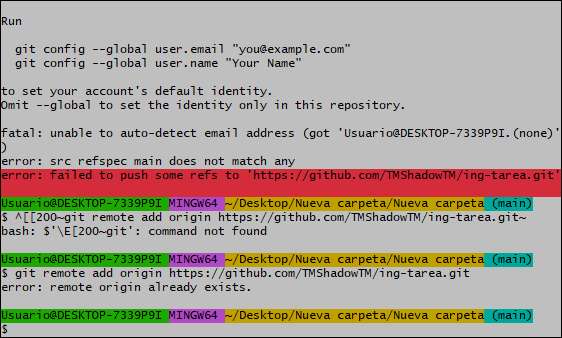 Run
git config --global user.email "you@example.com"
git config --global user.name "Your Name"
to set your account's default identity.
Omit --global to set the identity only in this repository.
fatal: unable to auto-detect email address (got 'Usuario@DESKTOP-7339P9I.(none)'
)
error: src refspec main does not match any
error: failed to push some refs to 'https://github.com/TMShadowTM/ing-tarea.git'
Usuario@DESKTOP-7339P9I MINGW64 ~/Desktop/Nueva carpeta/Nueva carpeta (main)
$ ^[[200~git remote add origin https://github.com/TMShadowTM/ing-tarea.git~
bash: $'\E[200~git': command not found
Usuario@DESKTOP-7339P9I MINGW64 ~/Desktop/Nueva carpeta/Nueva carpeta (main)
$ git remote add origin https://github.com/TMShadowTM/ing-tarea.git
error: remote origin already exists.
Usuario@DESKTOP-7339P9I MINGW64 ~/Desktop/Nueva carpeta/Nueva carpeta (main)
$